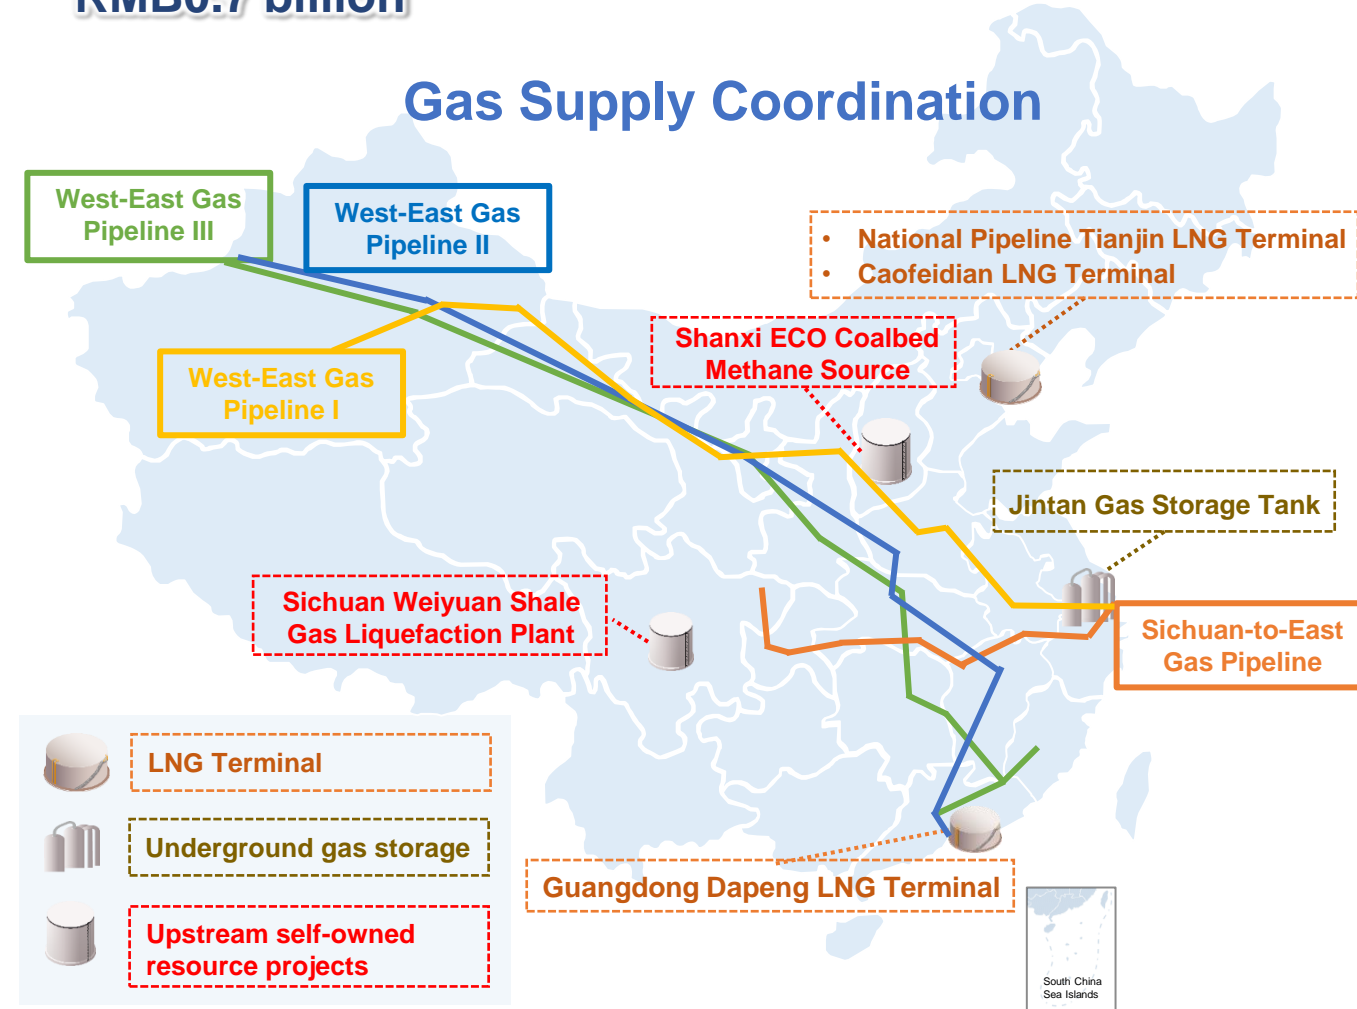 RMB0.7 billion
Gas Supply Coordination
West-East Gas
Pipeline III
West-East Gas
Pipeline II
• National Pipeline Tianjin LNG Terminal
• Caofeidian LNG Terminal
Shanxi ECO Coalbed
Methane Source
West-East Gas
Pipeline I
Jintan Gas Storage Tank
Sichuan Weiyuan Shale
Gas Liquefaction Plant
Sichuan-to-East
Gas Pipeline
LNG Terminal
Underground gas storage
Guangdong Dapeng LNG Terminal
Upstream self-owned
resource projects
South China
Sea Islands